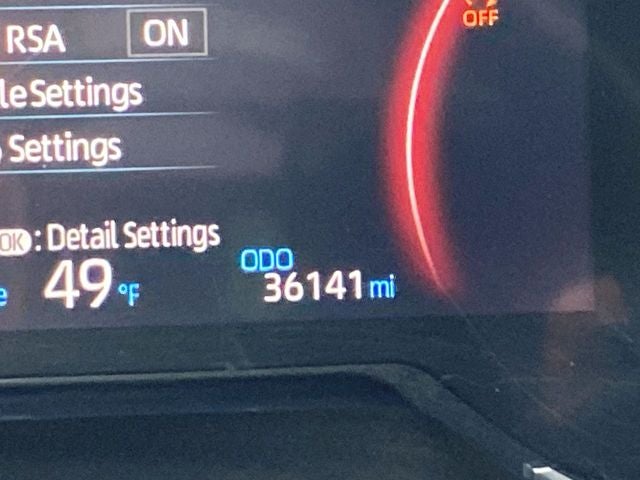 RSA ON
OFF
le Settings
Settings
OK : Detail Settings
ODO
e 49 °F 36141 mi